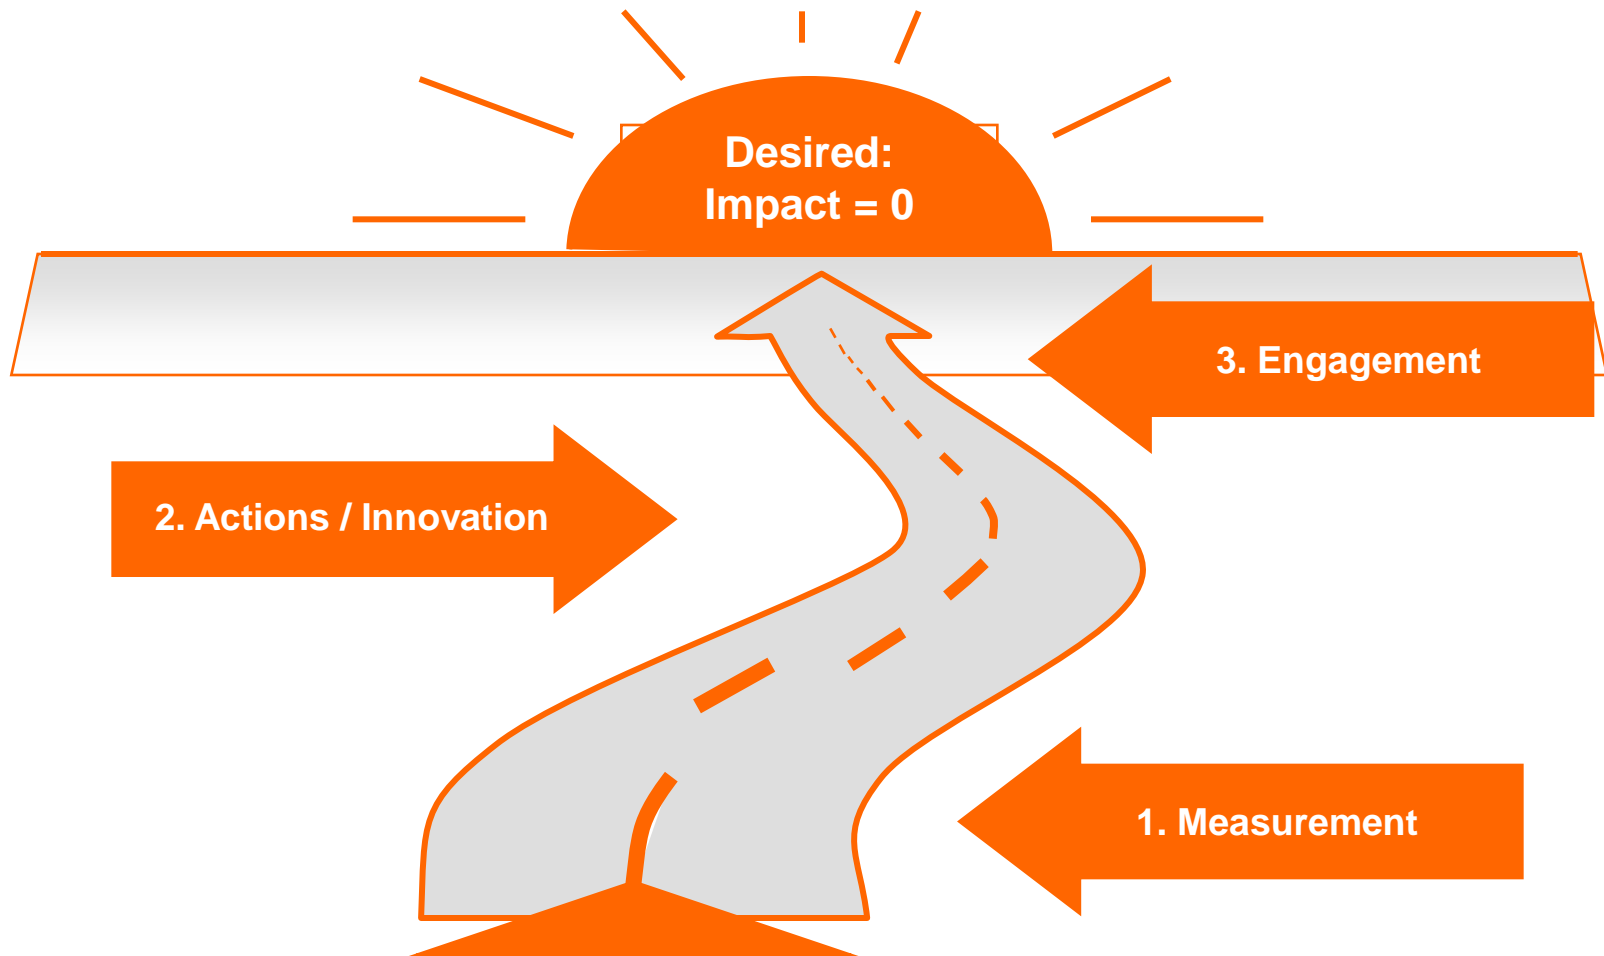 Desired:
Impact = 0
3. Engagement
2. Actions / Innovation
1. Measurement